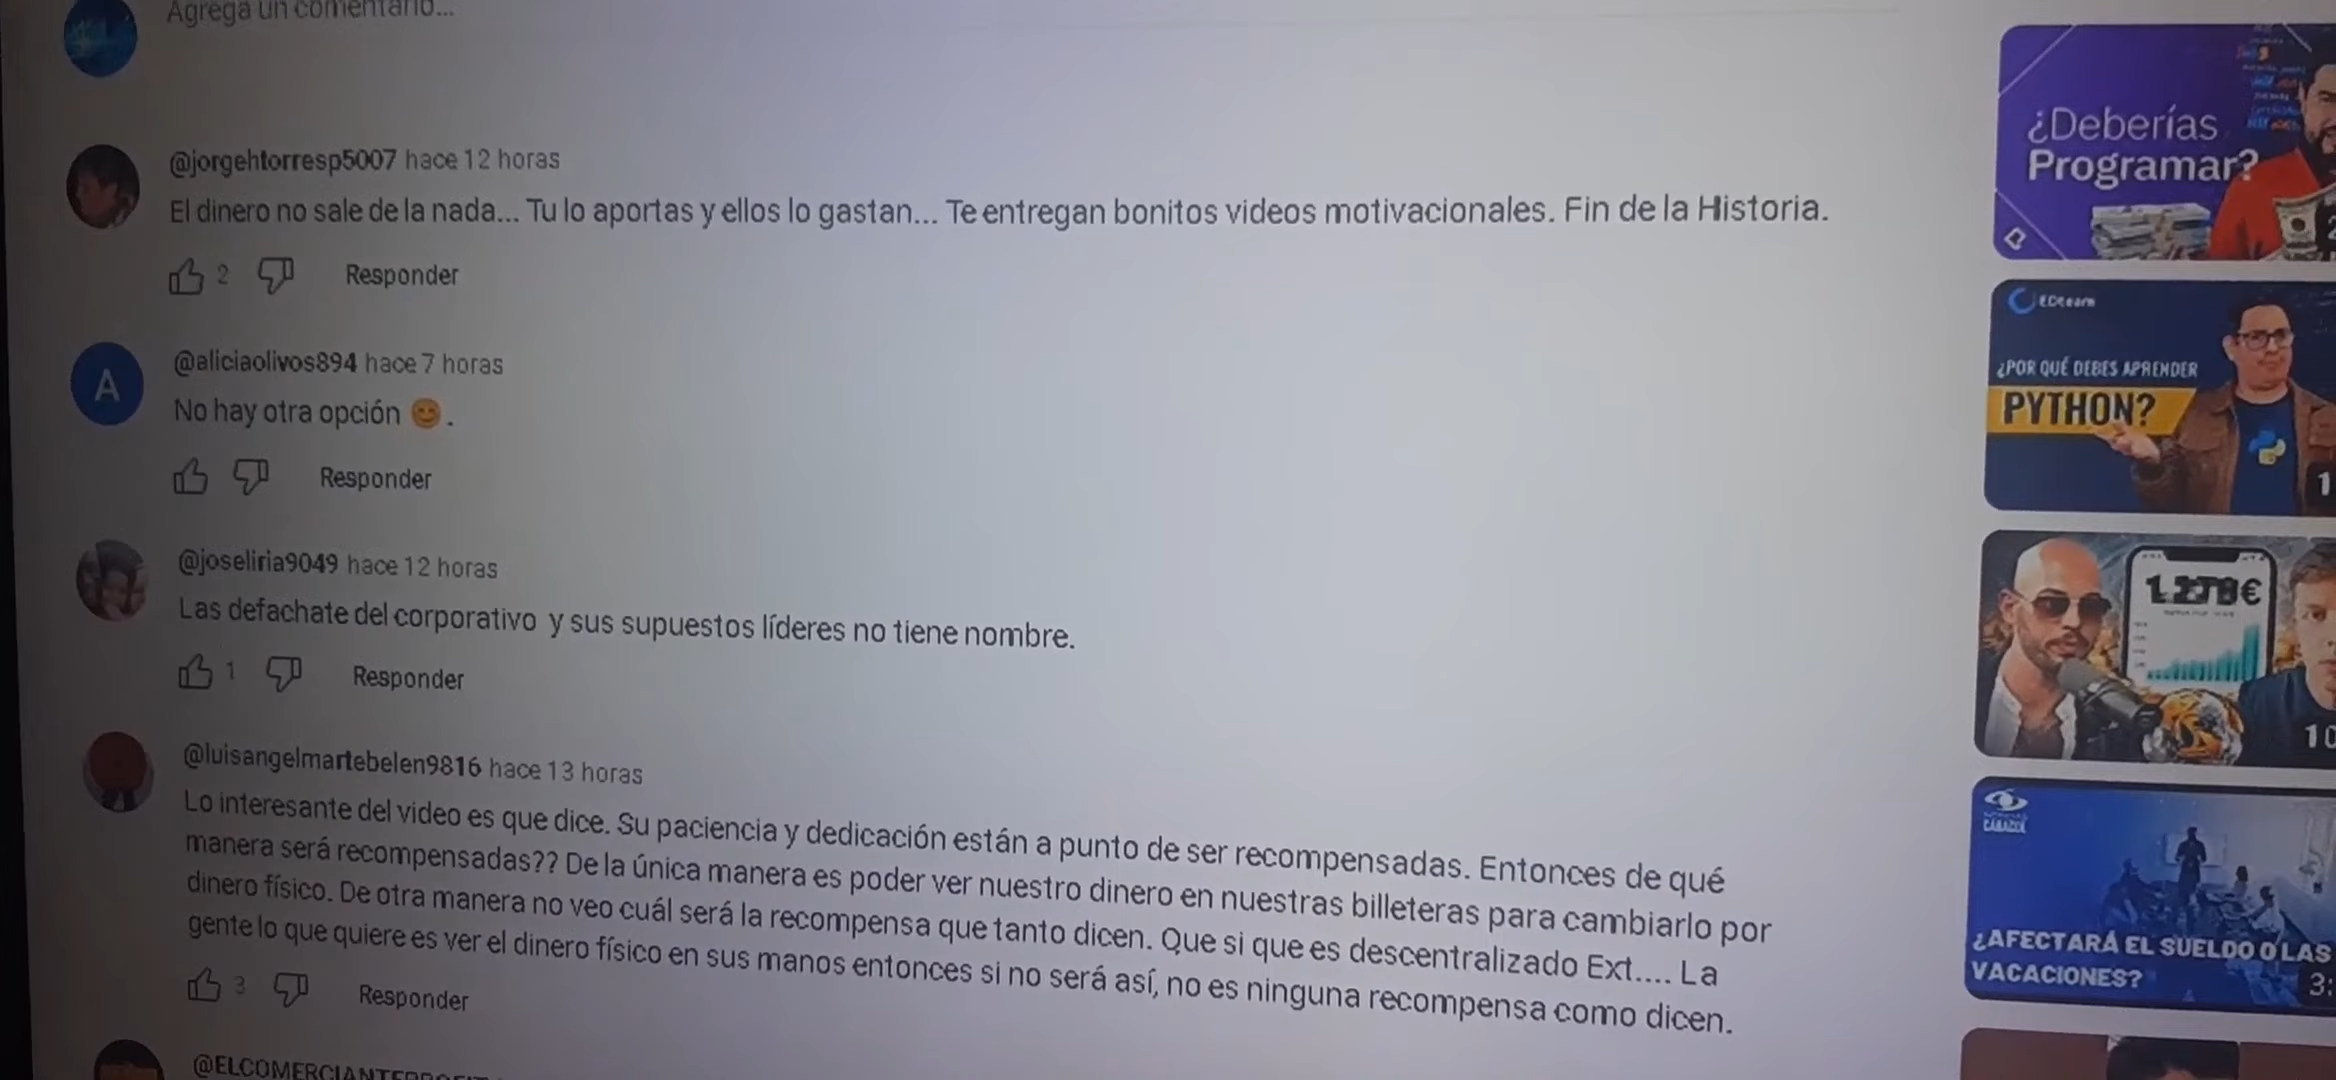 Agrega un comentario...
@jorgehtorresp5007 hace 12 horas
El dinero no sale de la nada... Tu lo aportas y ellos lo gastan... Te entregan bonitos videos motivacionales. Fin de la Historia.
2 Responder
A
@aliciaolivos894 hace 7 horas
No hay otra opción 😊.
Responder
@joseliria9049 hace 12 horas
Las defachate del corporativo y sus supuestos líderes no tiene nombre.
1 Responder
@luisangelmartebelen9816 hace 13 horas
Lo interesante del video es que dice. Su paciencia y dedicación están a punto de ser recompensadas. Entonces de qué
manera será recompensadas?? De la única manera es poder ver nuestro dinero en nuestras billeteras para cambiarlo por
dinero físico. De otra manera no veo cuál será la recompensa que tanto dicen. Que si que es descentralizado Ext.... La
gente lo que quiere es ver el dinero físico en sus manos entonces si no será así, no es ninguna recompensa como dicen.
3 Responder
¿Deberías
Programar?
EDteam
¿POR QUÉ DEBES APRENDER
PYTHON?
1
10
CARACOL
¿AFECTARÁ EL SUELDO O LAS
VACACIONES?
3: